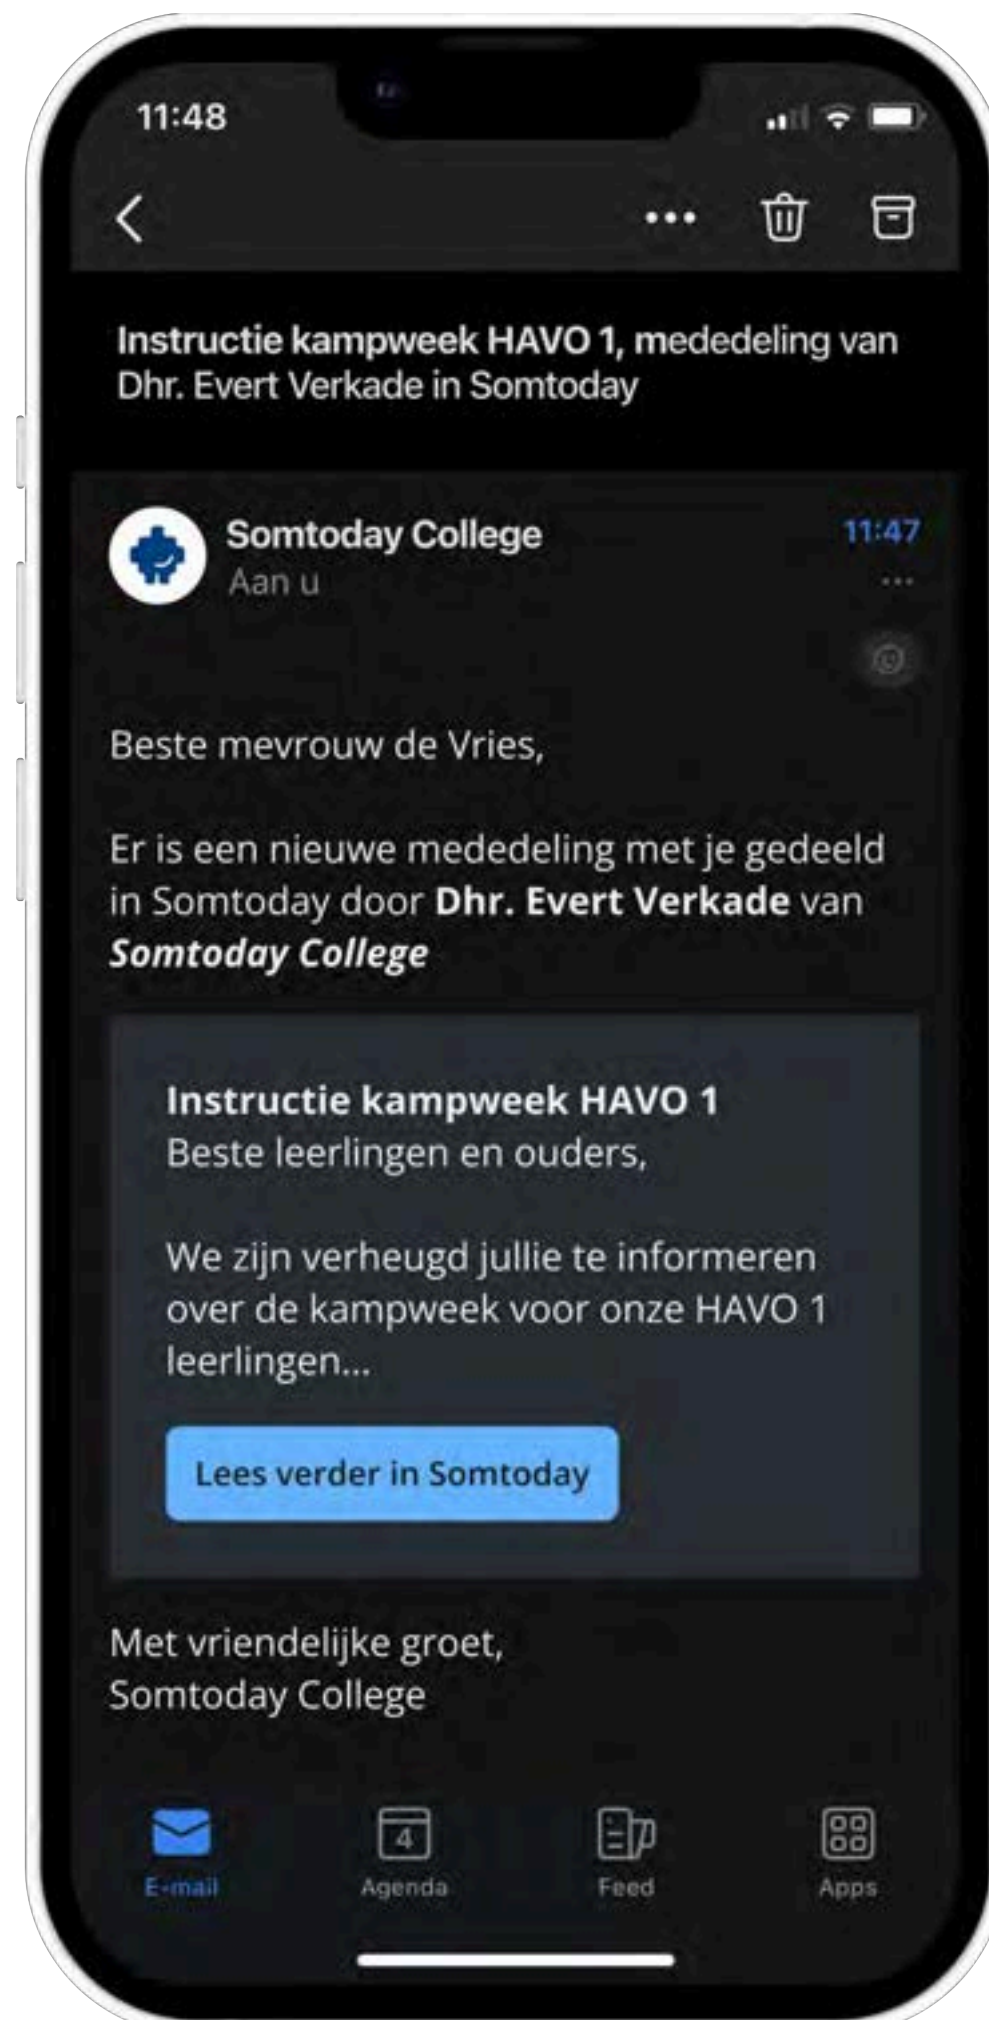 11:48
Instructie kampweek HAVO 1, mededeling van
Dhr. Evert Verkade in Somtoday
Somtoday College
11:47
Aan u
Beste mevrouw de Vries,
Er is een nieuwe mededeling met je gedeeld
in Somtoday door Dhr. Evert Verkade van
Somtoday College
Instructie kampweek HAVO 1
Beste leerlingen en ouders,
We zijn verheugd jullie te informeren
over de kampweek voor onze HAVO 1
leerlingen...
Lees verder in Somtoday
Met vriendelijke groet,
Somtoday College
4
E-mail
Agenda
Feed
Apps